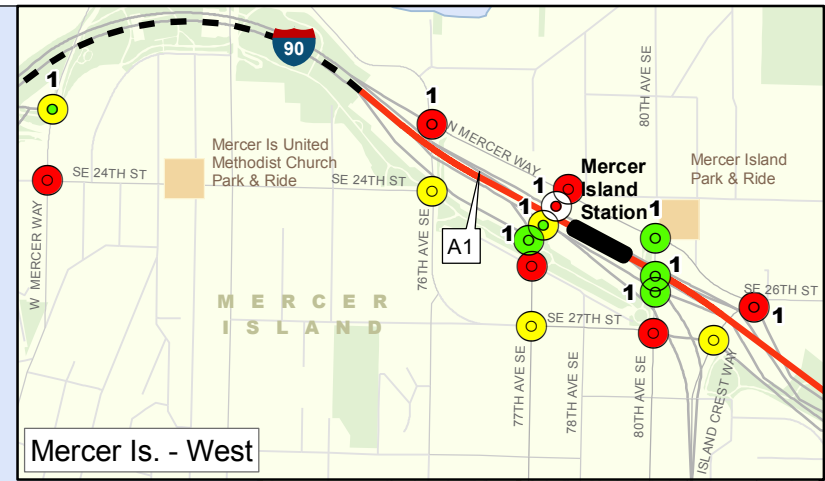 90
1
1
N MERCER WAY
80TH AVE SE
Mercer Is United
Methodist Church
Park & Ride
SE 24TH ST
SE 24TH ST
Mercer
Island
Station
Mercer Island
Park & Ride
1
1
1
1
1
1
1
A1
W MERCER WAY
76TH AVE SE
SE 26TH ST
MERCER
ISLAND
SE 27TH ST
77TH AVE SE
78TH AVE SE
80TH AVE SE
ISLAND CREST WAY
Mercer Is. - West